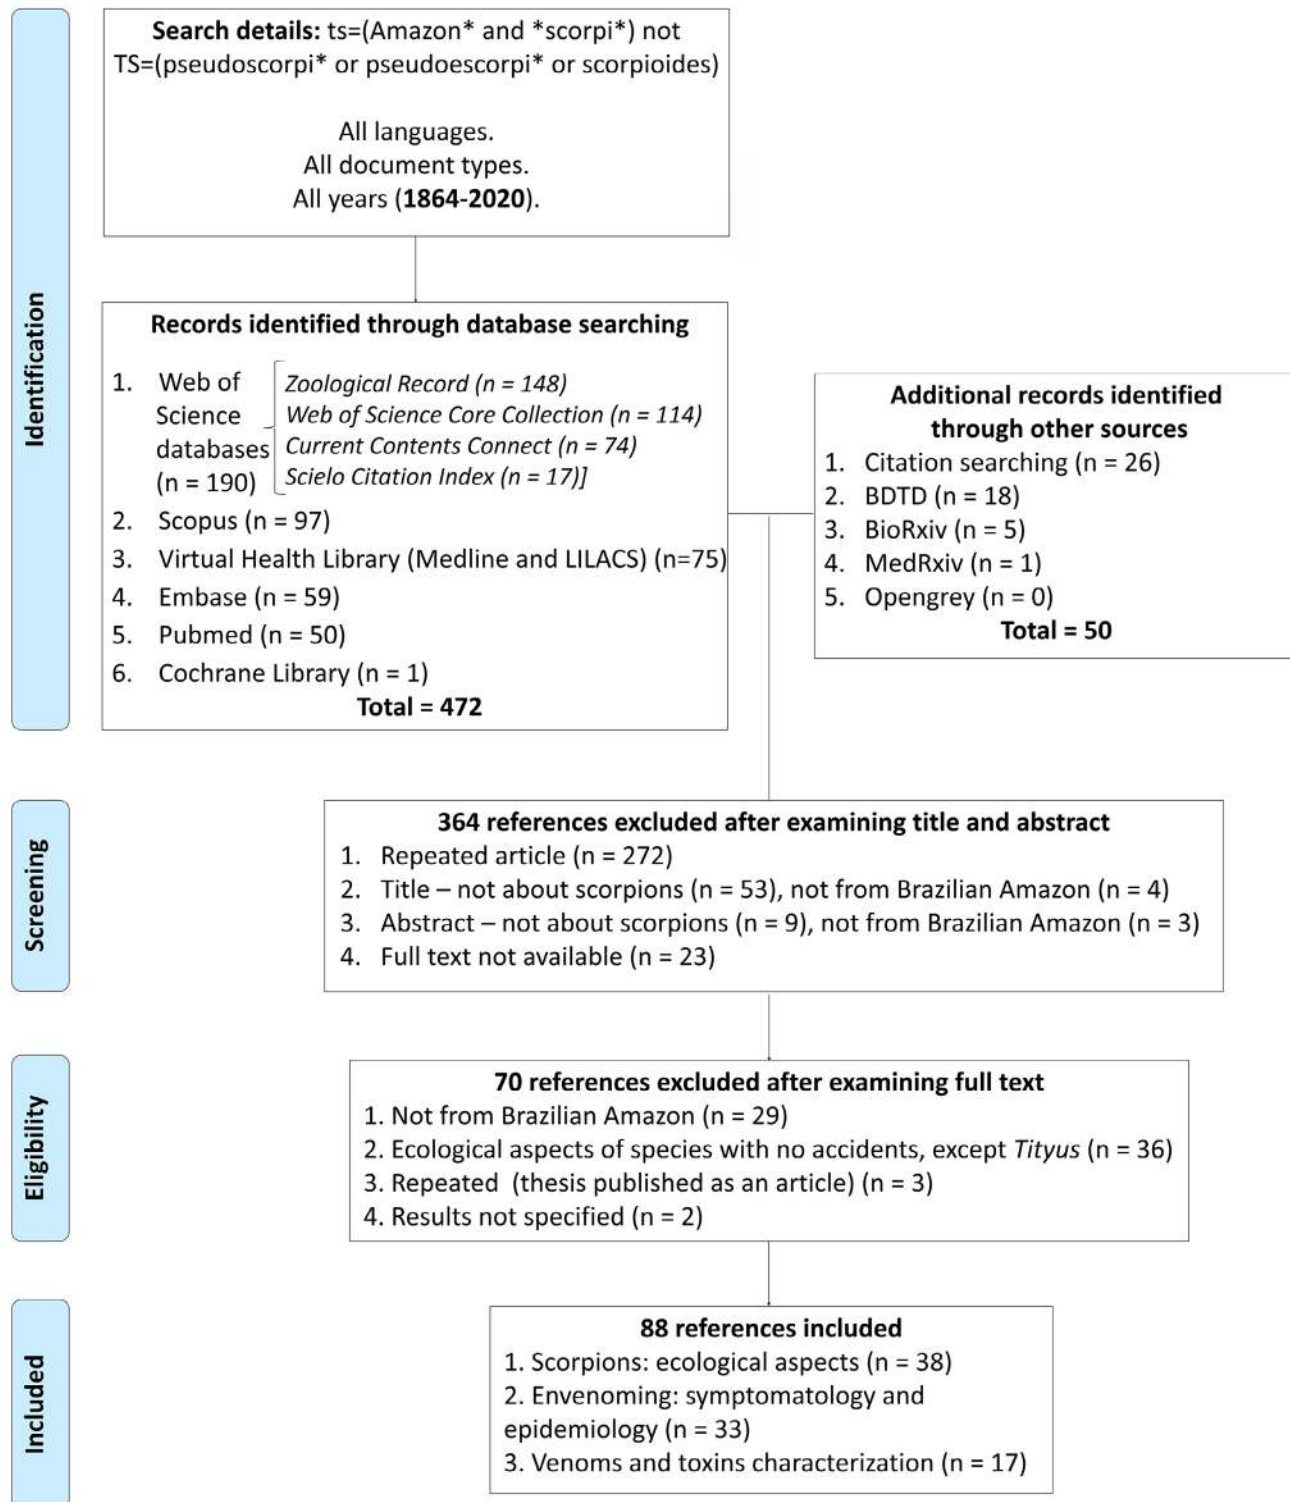 Identification
Search details: ts=(Amazon* and *scorpi*) not
TS=(pseudoscorpi* or pseudoescorpi* or scorpioides)
All languages.
All document types.
All years (1864-2020).
Records identified through database searching
1. Web of
Science
databases
(n = 190)
Zoological Record (n = 148)
Web of Science Core Collection (n = 114)
Current Contents Connect (n = 74)
Scielo Citation Index (n = 17)]
2. Scopus (n = 97)
3. Virtual Health Library (Medline and LILACS) (n=75)
4. Embase (n = 59)
5. Pubmed (n = 50)
6. Cochrane Library (n = 1)
Total = 472
Additional records identified
through other sources
1. Citation searching (n = 26)
2. BDTD (n = 18)
3. BioRxiv (n = 5)
4. MedRxiv (n = 1)
5. Opengrey (n = 0)
Total = 50
Screening
364 references excluded after examining title and abstract
1. Repeated article (n = 272)
2. Title – not about scorpions (n = 53), not from Brazilian Amazon (n = 4)
3. Abstract – not about scorpions (n = 9), not from Brazilian Amazon (n = 3)
4. Full text not available (n = 23)
Eligibility
70 references excluded after examining full text
1. Not from Brazilian Amazon (n = 29)
2. Ecological aspects of species with no accidents, except Tityus (n = 36)
3. Repeated (thesis published as an article) (n = 3)
4. Results not specified (n = 2)
Included
88 references included
1. Scorpions: ecological aspects (n = 38)
2. Envenoming: symptomatology and
epidemiology (n = 33)
3. Venoms and toxins characterization (n = 17)